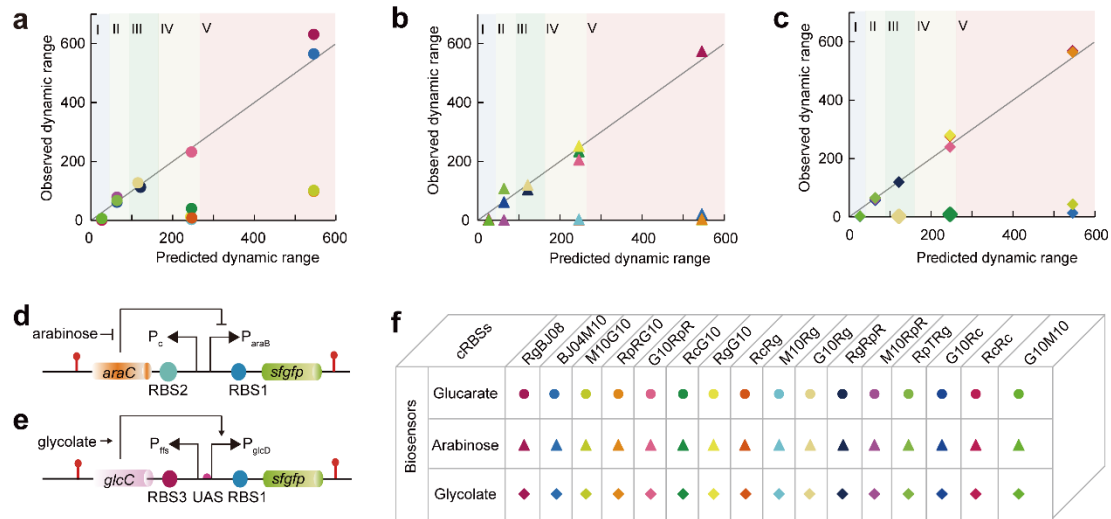 a
I II III IV V
Observed dynamic range
600
400
200
0
0 200 400 600
Predicted dynamic range
b
I II III IV V
Observed dynamic range
600
400
200
0
0 200 400 600
Predicted dynamic range
c
I II III IV V
Observed dynamic range
600
400
200
0
0 200 400 600
Predicted dynamic range
d
arabinose
Pc ParaB
araC sfgfp
RBS2 RBS1
e
glycolate
Pffs PglcD
glcC sfgfp
RBS3 UAS RBS1
f
cRBSs RgBJ08 BJ04M10 M10G10 RpRG10 G10RpR RcG10 RgG10 RcRg M10Rg G10Rg RgRpR M10RpR RpTRg G10Rc RcRc G10M10
Biosensors
Glucarate
Arabinose
Glycolate